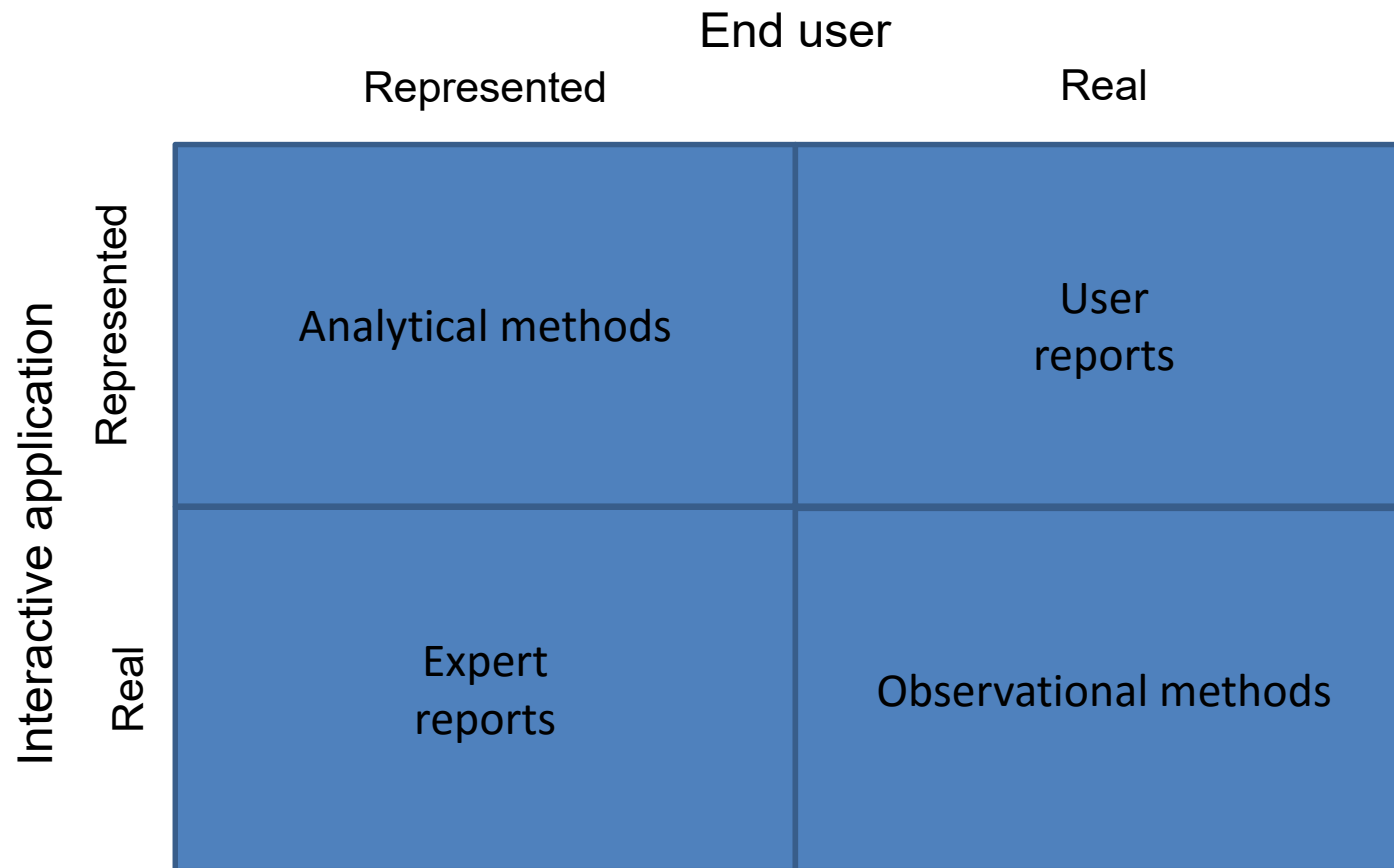 End user
Represented
Real
Interactive application
Represented
Analytical methods
User
reports
Real
Expert
reports
Observational methods